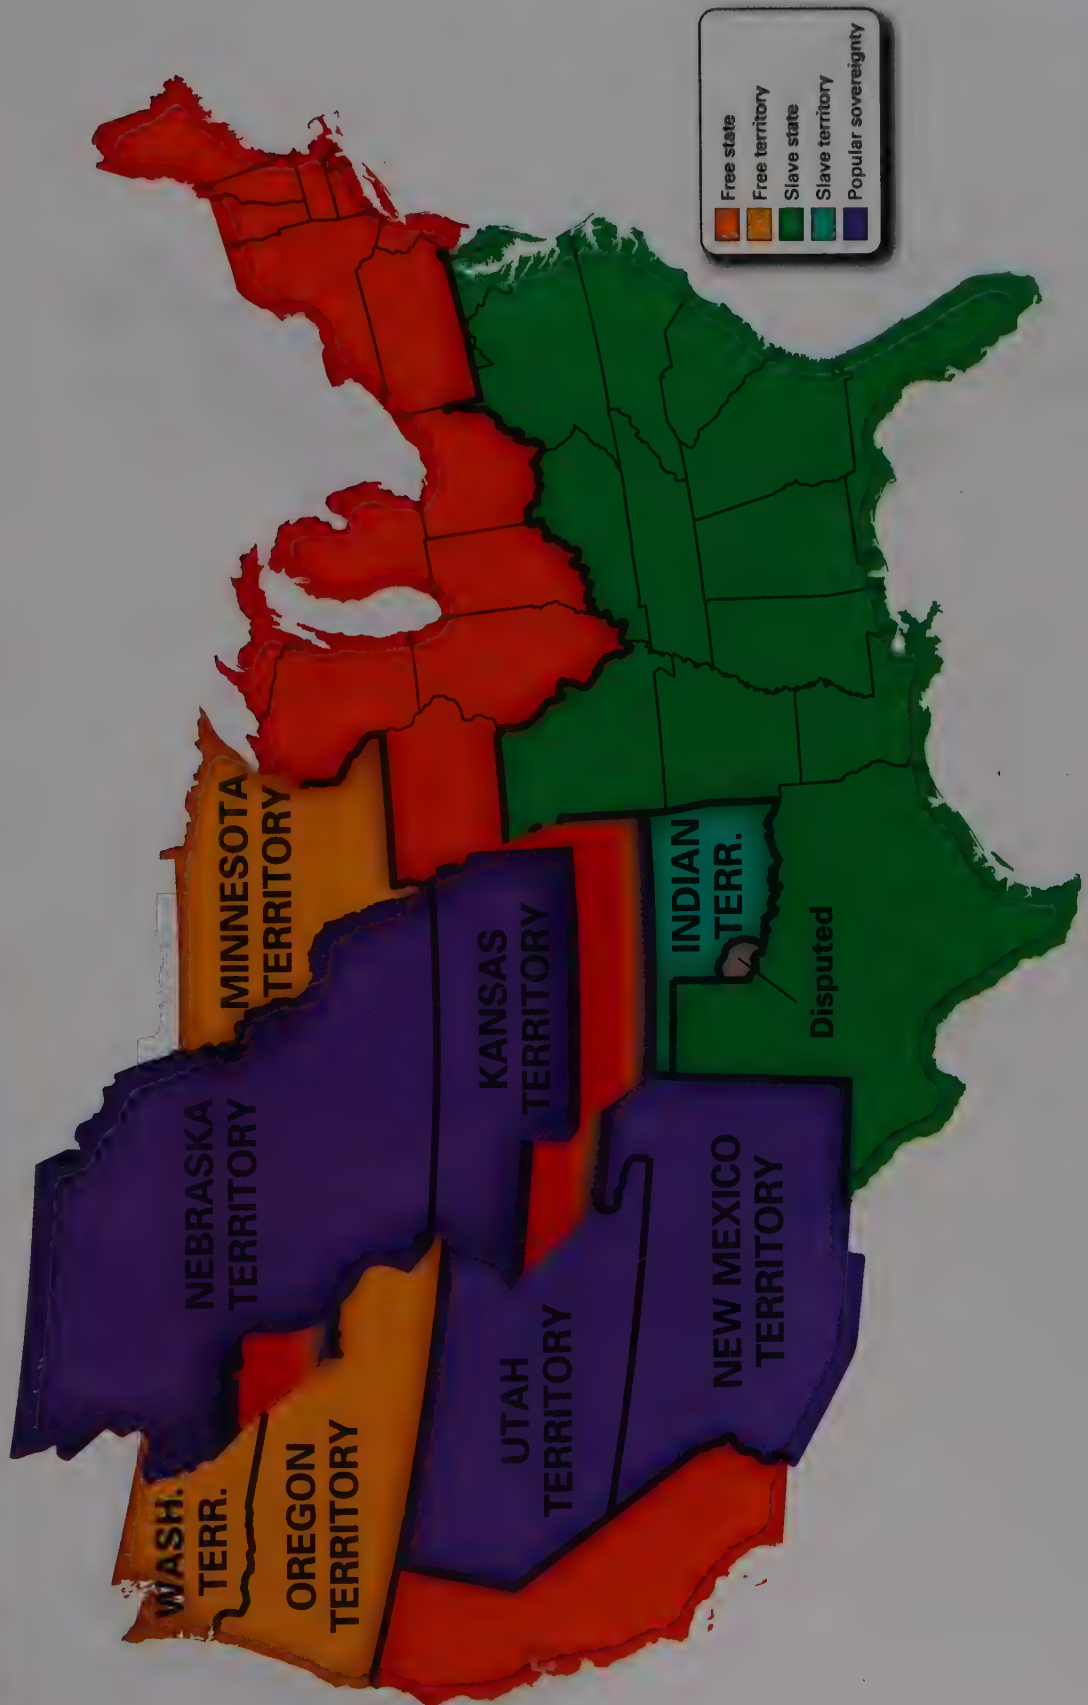 WASH.
TERR.
OREGON
TERRITORY
NEBRASKA
TERRITORY
MINNESOTA
TERRITORY
UTAH
TERRITORY
KANSAS
TERRITORY
NEW MEXICO
TERRITORY
INDIAN
TERR.
Disputed
Free state
Free territory
Slave state
Slave territory
Popular sovereignty